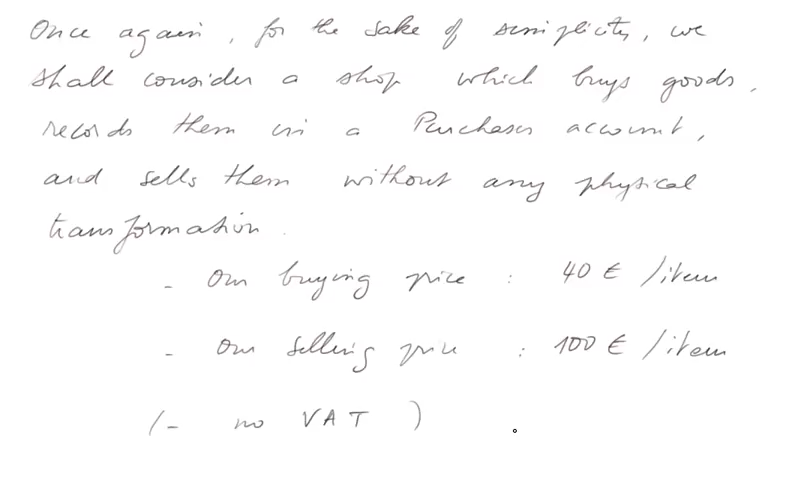 Once again, for the sake of simplicity, we
shall consider a shop which buys goods,
records them in a Purchases account,
and sells them without any physical
transformation.
- Our buying price : 40 € /item
- Our selling price : 100 € /item
(- no VAT)